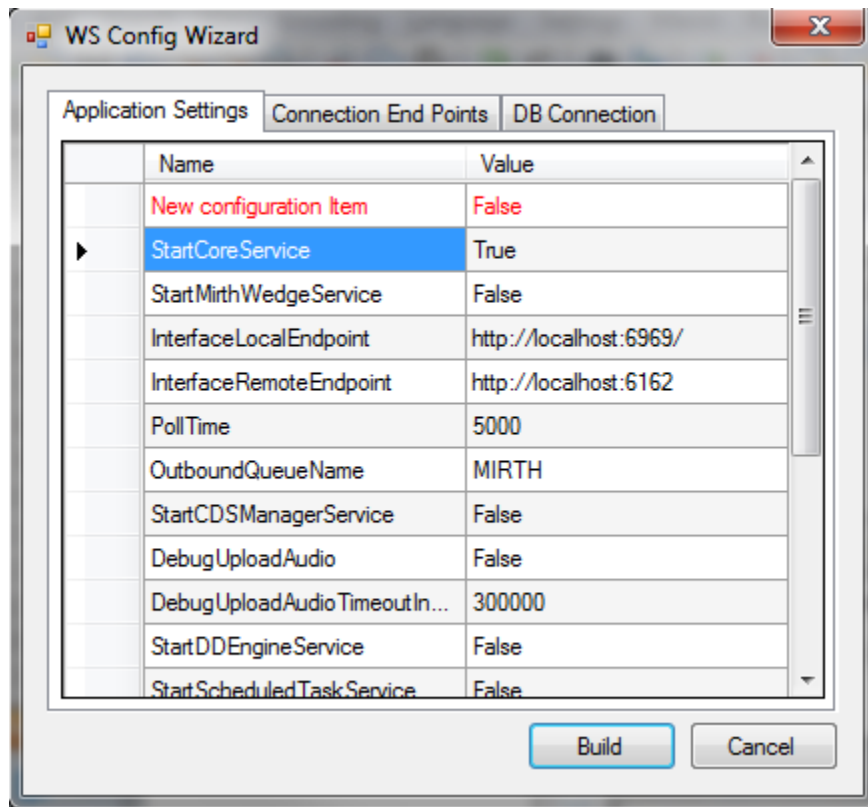 WS Config Wizard
Application Settings Connection End Points DB Connection
Name Value
New configuration Item False
StartCoreService True
StartMirthWedgeService False
InterfaceLocalEndpoint http://localhost:6969/
InterfaceRemoteEndpoint http://localhost:6162
PollTime 5000
OutboundQueueName MIRTH
StartCDSManagerService False
DebugUploadAudio False
DebugUploadAudioTimeoutIn... 300000
StartDDEngineService False
StartScheduledTaskService False
Build Cancel